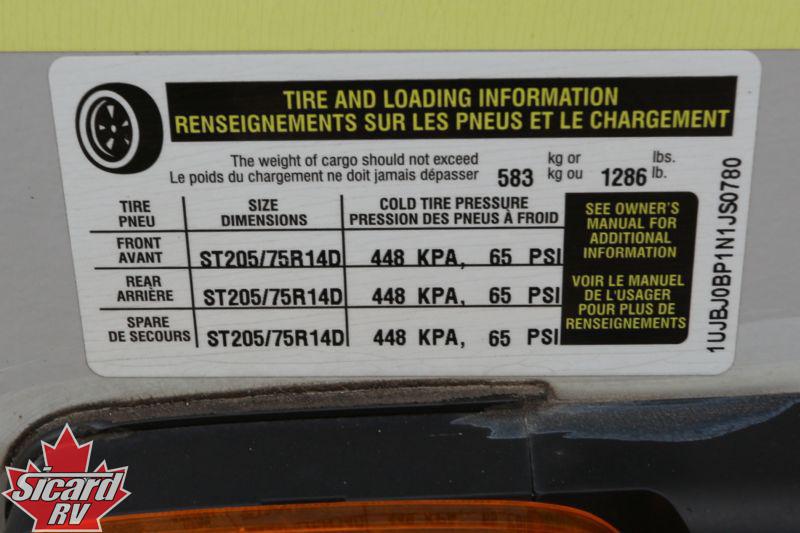 TIRE AND LOADING INFORMATION
RENSEIGNEMENTS SUR LES PNEUS ET LE CHARGEMENT
The weight of cargo should not exceed 583 kg or 1286 lbs.
Le poids du chargement ne doit jamais dépasser kg ou lb.
TIRE PNEU
SIZE DIMENSIONS
COLD TIRE PRESSURE
PRESSION DES PNEUS À FROID
FRONT AVANT ST205/75R14D 448 KPA, 65 PSI
REAR ARRIÈRE ST205/75R14D 448 KPA, 65 PSI
SPARE DE SECOURS ST205/75R14D 448 KPA, 65 PSI
SEE OWNER'S
MANUAL FOR
ADDITIONAL
INFORMATION
VOIR LE MANUEL
DE L'USAGER
POUR PLUS DE
RENSEIGNEMENTS
1UJBJ0BP1N1JS0780
Sicard
RV